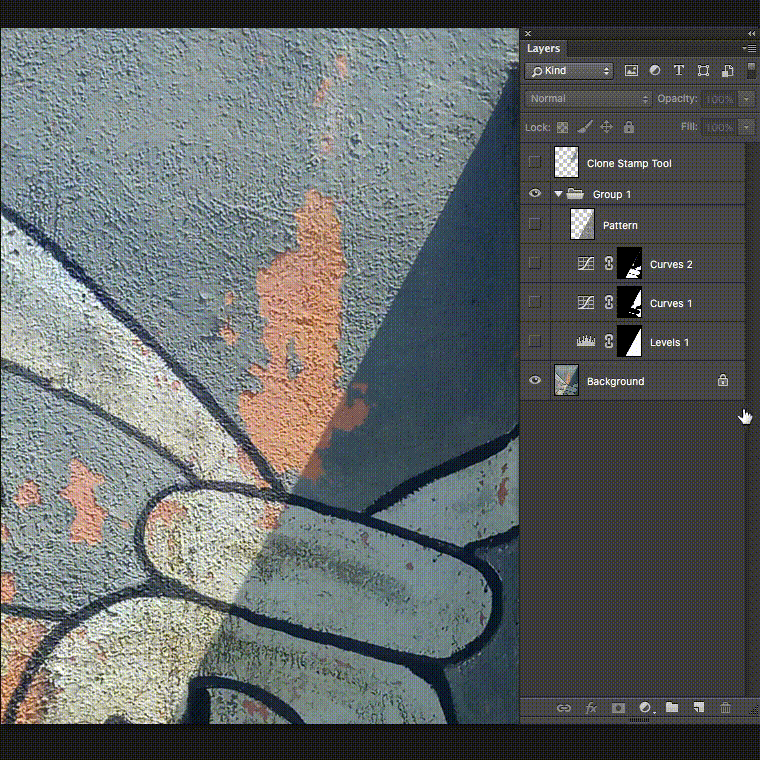 Layers
Kind
Normal
Opacity: 100%
Lock:
Fill: 100%
Clone Stamp Tool
Group 1
Pattern
Curves 2
Curves 1
Levels 1
Background
fx